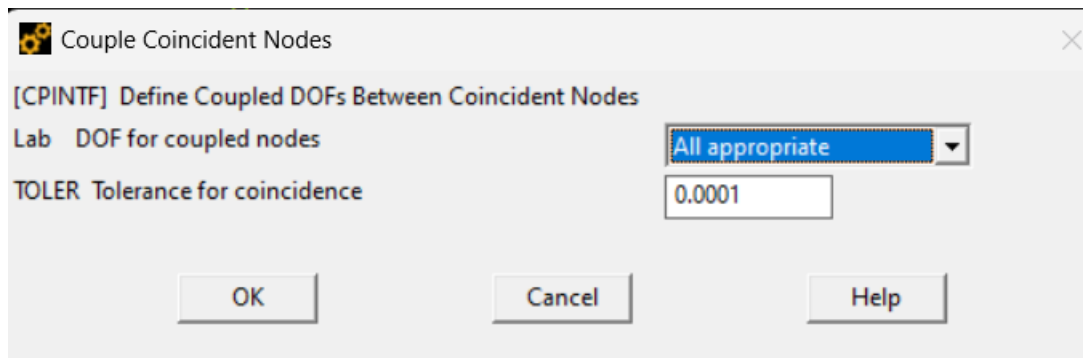 Couple Coincident Nodes
[CPINTF] Define Coupled DOFs Between Coincident Nodes
Lab DOF for coupled nodes All appropriate
TOLER Tolerance for coincidence 0.0001
OK Cancel Help